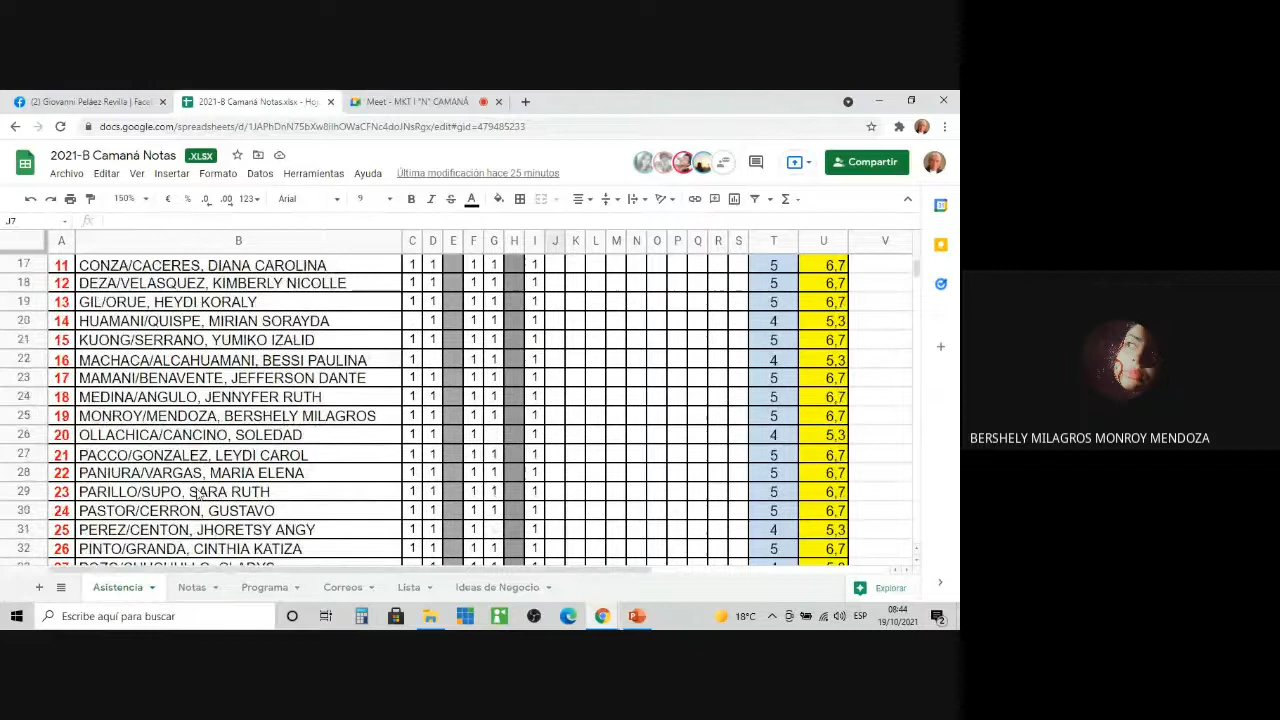 (2) Giovanni Peláez Revilla | Face
2021-B Camaná Notas.xlsx - Hoj
Meet - MKT I "N" CAMANÁ
docs.google.com/spreadsheets/d/1JAPhDnN75bXw8iIhOWaCFNc4doJNsRgx/edit#gid=479485233
2021-B Camaná Notas .XLSX
Compartir
Archivo Editar Ver Insertar Formato Datos Herramientas Ayuda Última modificación hace 25 minutos
150% € % .0 .00 123 Arial 9 B I S A
J7 fx
A B C D E F G H I J K L M N O P Q R S T U V
17 11 CONZA/CACERES, DIANA CAROLINA 1 1 1 1 1 5 6,7
18 12 DEZA/VELASQUEZ, KIMBERLY NICOLLE 1 1 1 1 1 5 6,7
19 13 GIL/ORUE, HEYDI KORALY 1 1 1 1 1 5 6,7
20 14 HUAMANI/QUISPE, MIRIAN SORAYDA 1 1 1 1 4 5,3
21 15 KUONG/SERRANO, YUMIKO IZALID 1 1 1 1 1 5 6,7
22 16 MACHACA/ALCAHUAMANI, BESSI PAULINA 1 1 1 1 4 5,3
23 17 MAMANI/BENAVENTE, JEFFERSON DANTE 1 1 1 1 1 5 6,7
24 18 MEDINA/ANGULO, JENNYFER RUTH 1 1 1 1 1 5 6,7
25 19 MONROY/MENDOZA, BERSHELY MILAGROS 1 1 1 1 1 5 6,7
26 20 OLLACHICA/CANCINO, SOLEDAD 1 1 1 1 4 5,3
27 21 PACCO/GONZALEZ, LEYDI CAROL 1 1 1 1 1 5 6,7
28 22 PANIURA/VARGAS, MARIA ELENA 1 1 1 1 1 5 6,7
29 23 PARILLO/SUPO, SARA RUTH 1 1 1 1 1 5 6,7
30 24 PASTOR/CERRON, GUSTAVO 1 1 1 1 1 5 6,7
31 25 PEREZ/CENTON, JHORETSY ANGY 1 1 1 1 4 5,3
32 26 PINTO/GRANDA, CINTHIA KATIZA 1 1 1 1 1 5 6,7
Asistencia Notas Programa Correos Lista Ideas de Negocio Explorar
Escribe aquí para buscar
18°C ESP 08:44
19/10/2021
2
BERSHELY MILAGROS MONROY MENDOZA